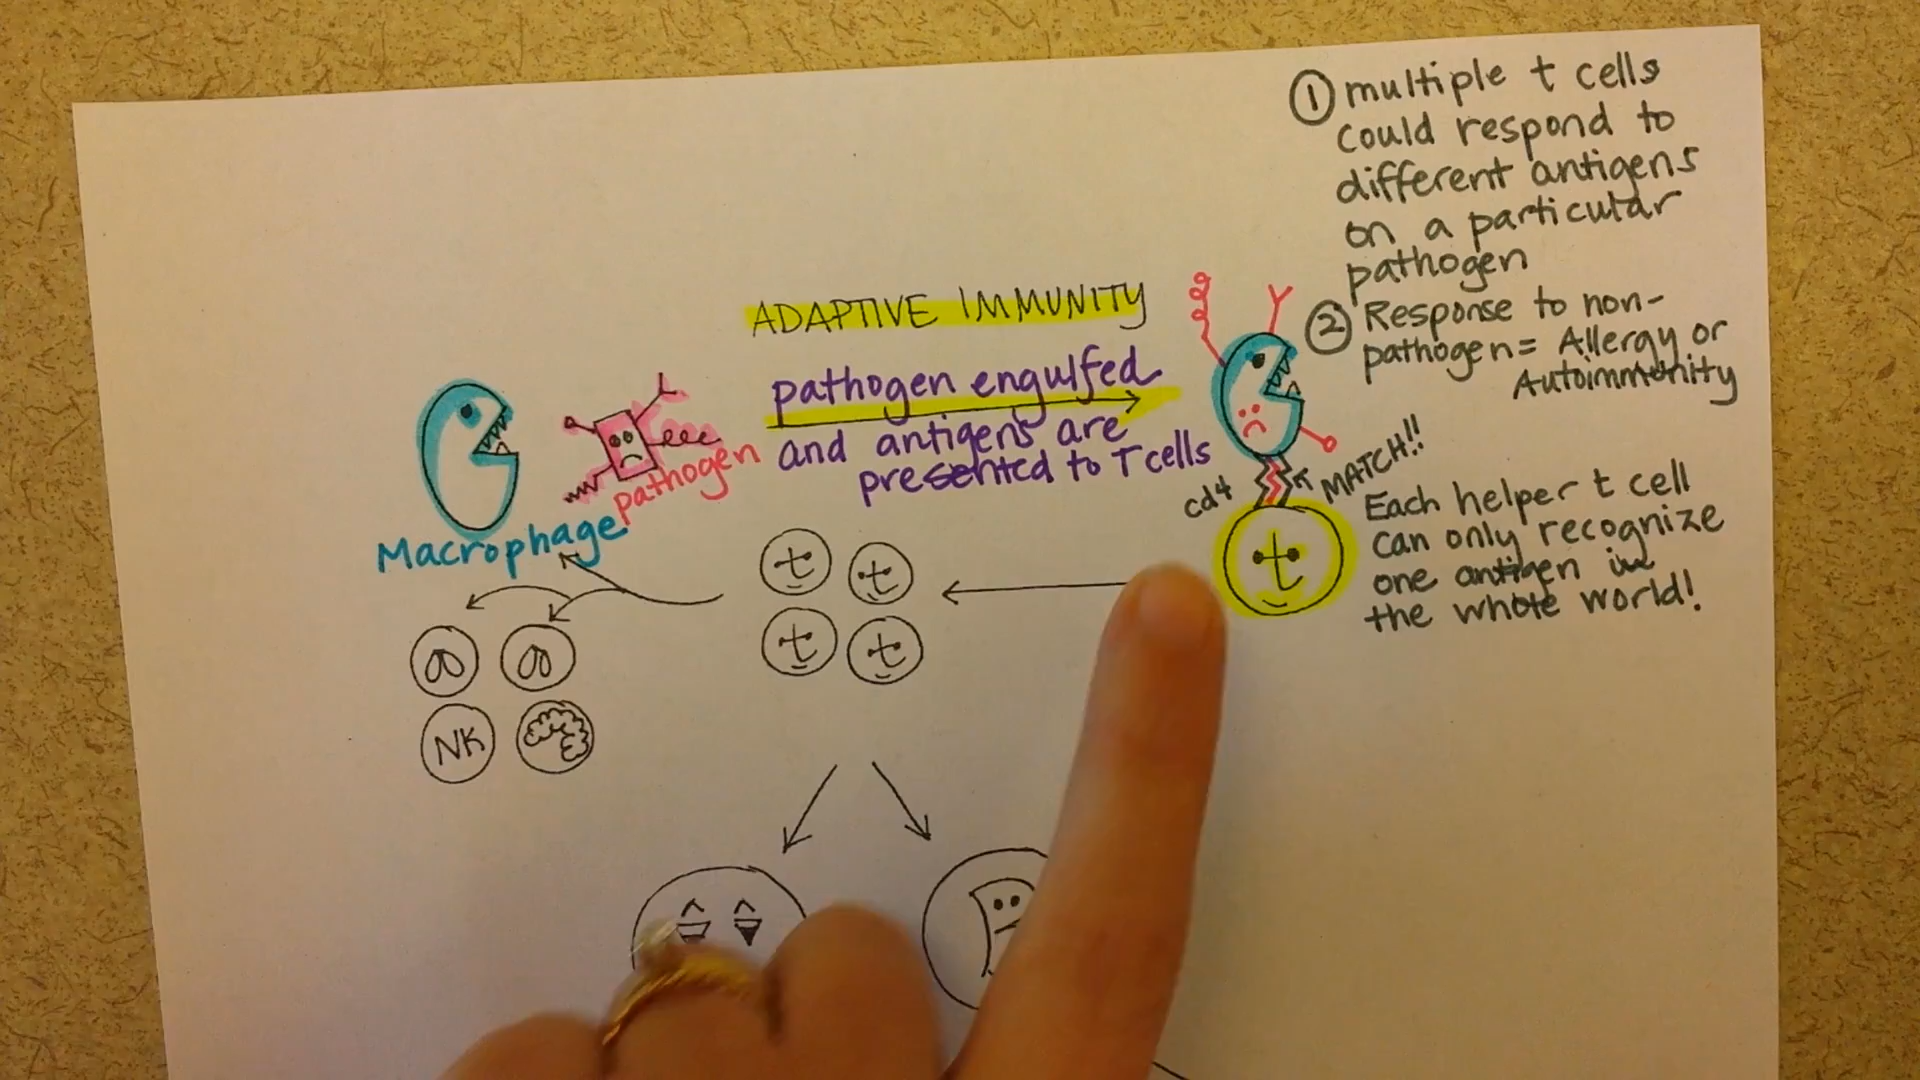 ① multiple t cells
could respond to
different antigens
on a particular
pathogen
② Response to non-
pathogen = Allergy or
Autoimmunity
ADAPTIVE IMMUNITY
pathogen engulfed
and antigens are
presented to T cells
Macrophage
pathogen
cd4
MATCH!!
Each helper t cell
can only recognize
one antigen in
the whole world!
t
t
t
t
t
NK